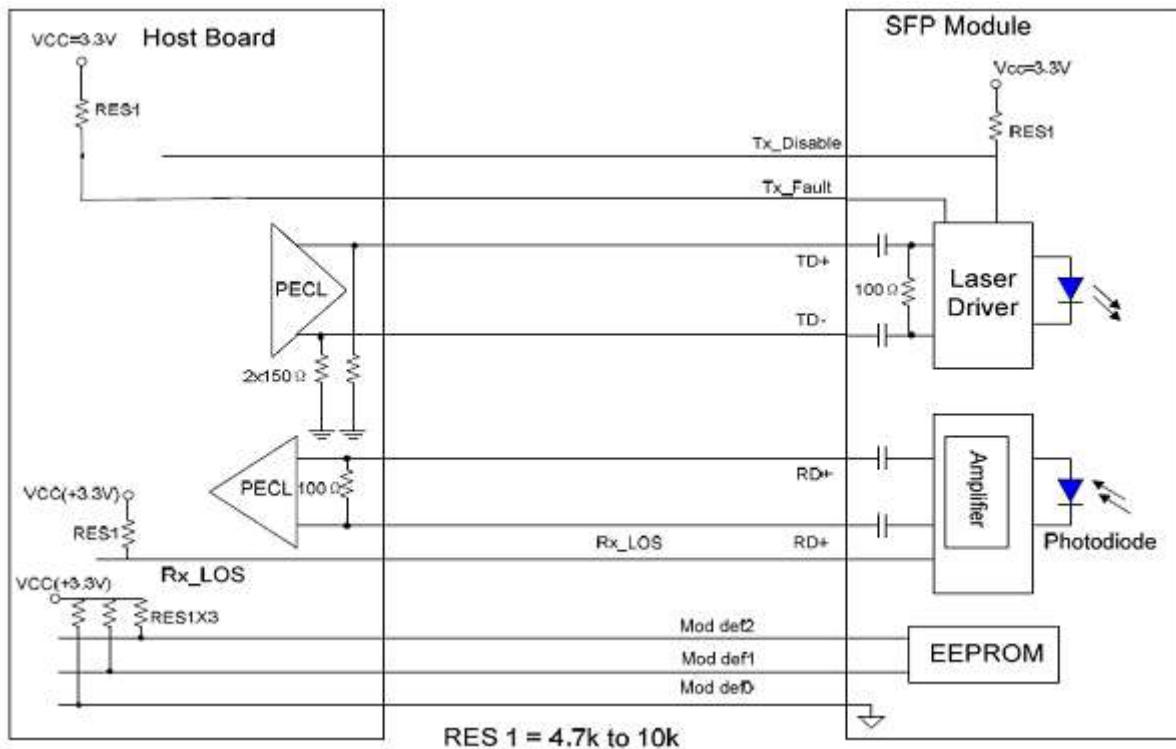 Host Board
VCC=3.3V
RES1
SFP Module
Vcc=3.3V
RES1
Tx_Disable
Tx_Fault
PECL
TD+
100 Ω
Laser
Driver
TD-
2x150 Ω
PECL
100 Ω
RD+
Amplifier
VCC(+3.3V)
RES1
Rx_LOS
RD+
Photodiode
Rx_LOS
VCC(+3.3V)
RES1X3
Mod def2
EEPROM
Mod def1
Mod def0
RES 1 = 4.7k to 10k